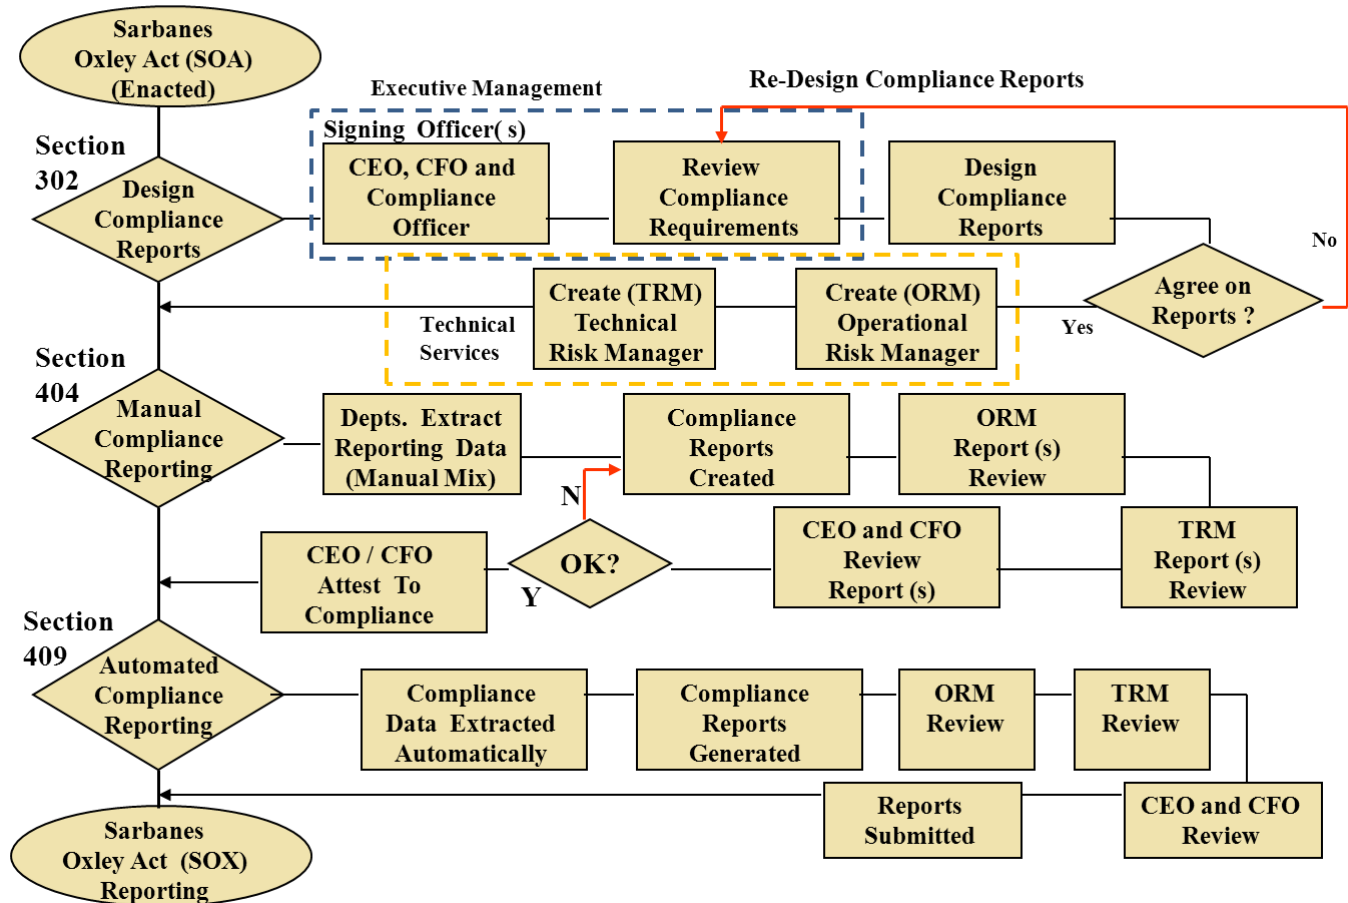 Sarbanes
Oxley Act (SOA)
(Enacted)
Executive Management
Re-Design Compliance Reports
Section
302
Design
Compliance
Reports
Signing Officer( s)
CEO, CFO and
Compliance
Officer
Review
Compliance
Requirements
Design
Compliance
Reports
No
Agree on
Reports ?
Yes
Create (ORM)
Operational
Risk Manager
Create (TRM)
Technical
Risk Manager
Technical
Services
Section
404
Manual
Compliance
Reporting
Depts. Extract
Reporting Data
(Manual Mix)
Compliance
Reports
Created
ORM
Report (s)
Review
TRM
Report (s)
Review
CEO and CFO
Review
Report (s)
OK?
N
Y
CEO / CFO
Attest To
Compliance
Section
409
Automated
Compliance
Reporting
Compliance
Data Extracted
Automatically
Compliance
Reports
Generated
ORM
Review
TRM
Review
CEO and CFO
Review
Reports
Submitted
Sarbanes
Oxley Act (SOX)
Reporting